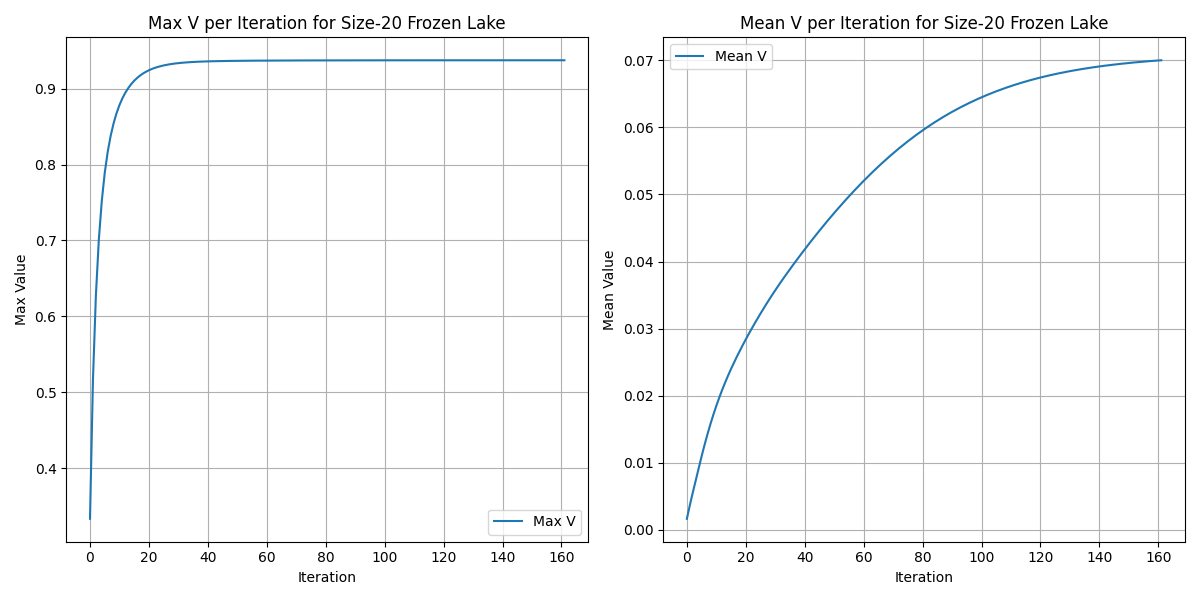 Max V per Iteration for Size-20 Frozen Lake
Max Value
0.9
0.8
0.7
0.6
0.5
0.4
Max V
0 20 40 60 80 100 120 140 160
Iteration
Mean V per Iteration for Size-20 Frozen Lake
Mean V
Mean Value
0.07
0.06
0.05
0.04
0.03
0.02
0.01
0.00
0 20 40 60 80 100 120 140 160
Iteration